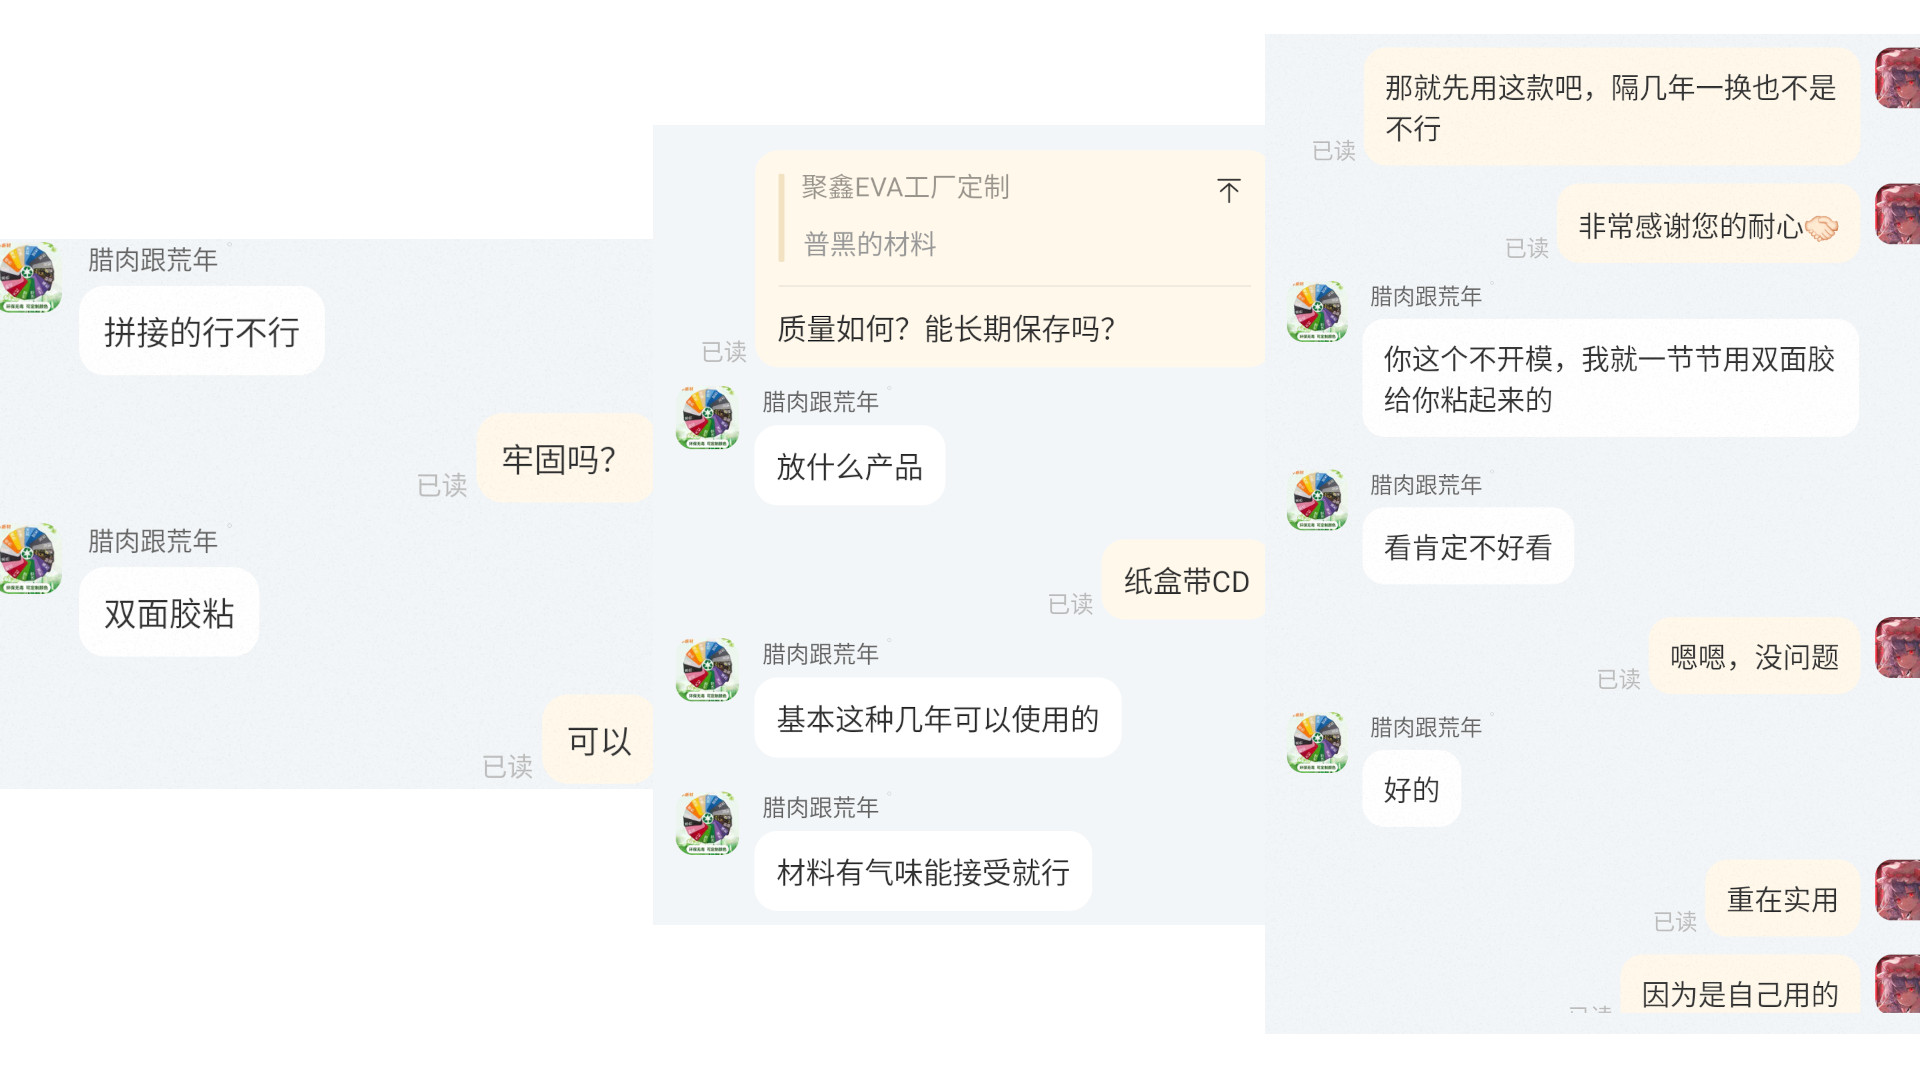 腊肉跟荒年
拼接的行不行
牢固吗？
已读
腊肉跟荒年
双面胶粘
可以
已读
聚鑫EVA工厂定制
普黑的材料
质量如何？能长期保存吗？
已读
腊肉跟荒年
放什么产品
纸盒带CD
已读
腊肉跟荒年
基本这种几年可以使用的
腊肉跟荒年
材料有气味能接受就行
那就先用这款吧，隔几年一换也不是
不行
已读
非常感谢您的耐心🤝🏻
已读
腊肉跟荒年
你这个不开模，我就一节节用双面胶
给你粘起来的
腊肉跟荒年
看肯定不好看
嗯嗯，没问题
已读
腊肉跟荒年
好的
重在实用
已读
因为是自己用的